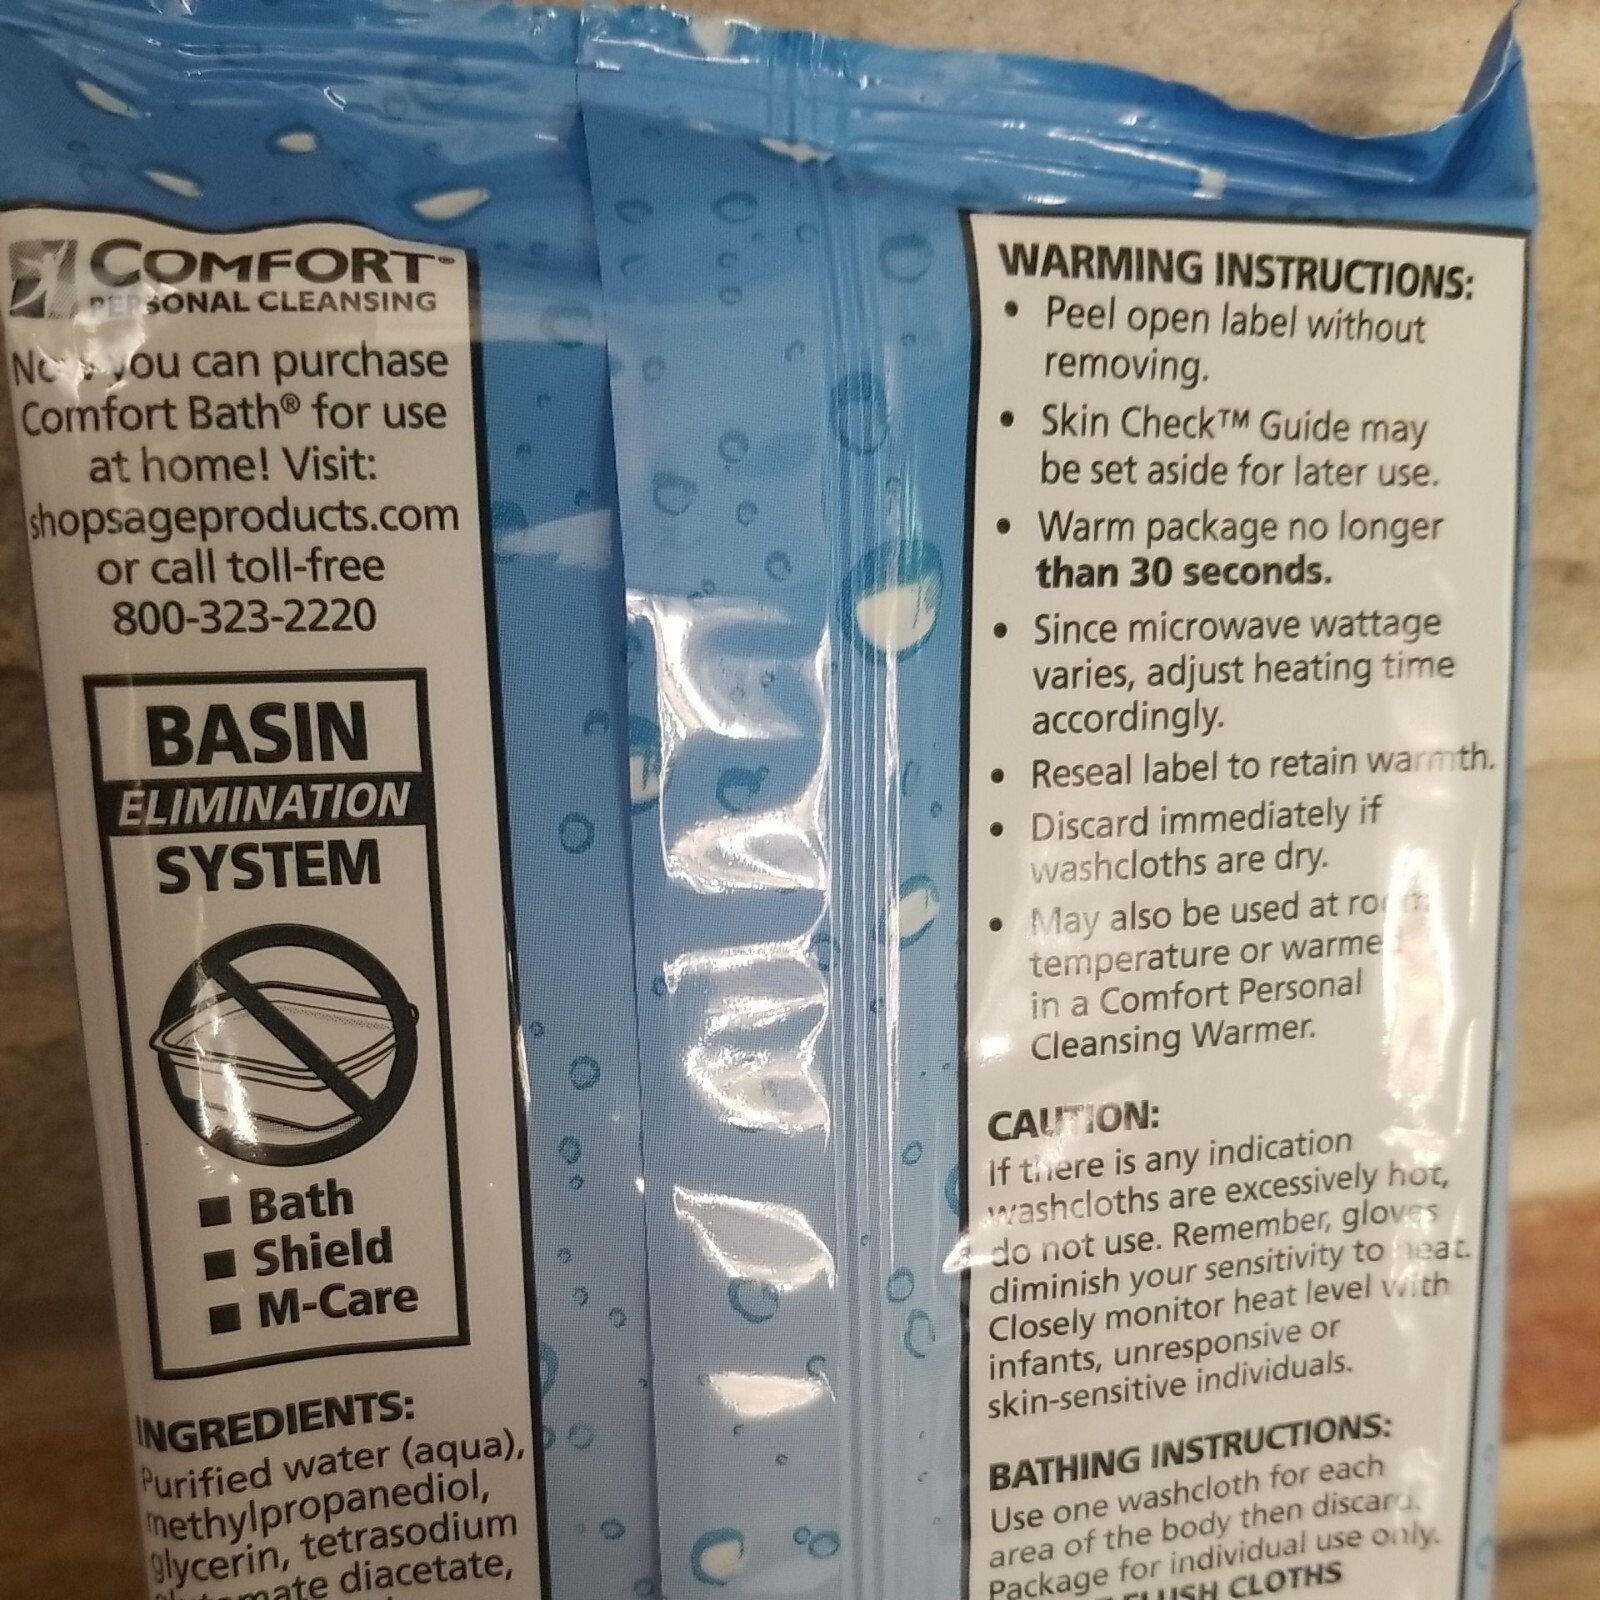 COMFORT®
PERSONAL CLEANSING
Now you can purchase
Comfort Bath® for use
at home! Visit:
shopsageproducts.com
or call toll-free
800-323-2220
BASIN
ELIMINATION
SYSTEM
Bath
Shield
M-Care
INGREDIENTS:
Purified water (aqua),
methylpropanediol,
glycerin, tetrasodium
diacetate,
WARMING INSTRUCTIONS:
• Peel open label without
removing.
• Skin Check™ Guide may
be set aside for later use.
• Warm package no longer
than 30 seconds.
• Since microwave wattage
varies, adjust heating time
accordingly.
• Reseal label to retain warmth.
• Discard immediately if
washcloths are dry.
• May also be used at room
temperature or warmed
in a Comfort Personal
Cleansing Warmer.
CAUTION:
If there is any indication
washcloths are excessively hot,
do not use. Remember, gloves
diminish your sensitivity to heat.
Closely monitor heat level with
infants, unresponsive or
skin-sensitive individuals.
BATHING INSTRUCTIONS:
Use one washcloth for each
area of the body then discard.
Package for individual use only.
FLUSH CLOTHS